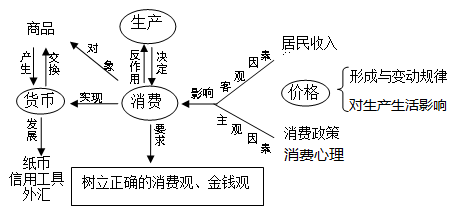 商品
生产
对象
反作用
决定
产生
交换
货币
实现
消费
影响
客观因素
主观因素
居民收入
价格
形成与变动规律
对生产生活影响
消费政策
消费心理
发展
要求
纸币
信用工具
外汇
树立正确的消费观、金钱观